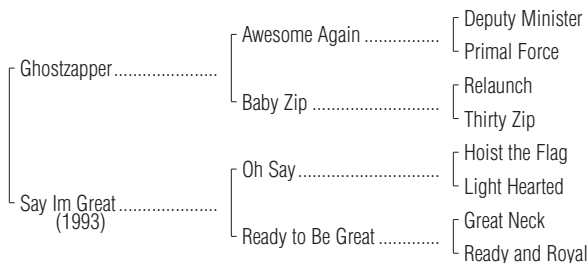 Deputy Minister
Awesome Again ................
Primal Force
Ghostzapper......................
Relaunch
Baby Zip ...........................
Thirty Zip
Hoist the Flag
Oh Say..............................
Light Hearted
Say Im Great.....................
(1993)
Great Neck
Ready to Be Great .............
Ready and Royal